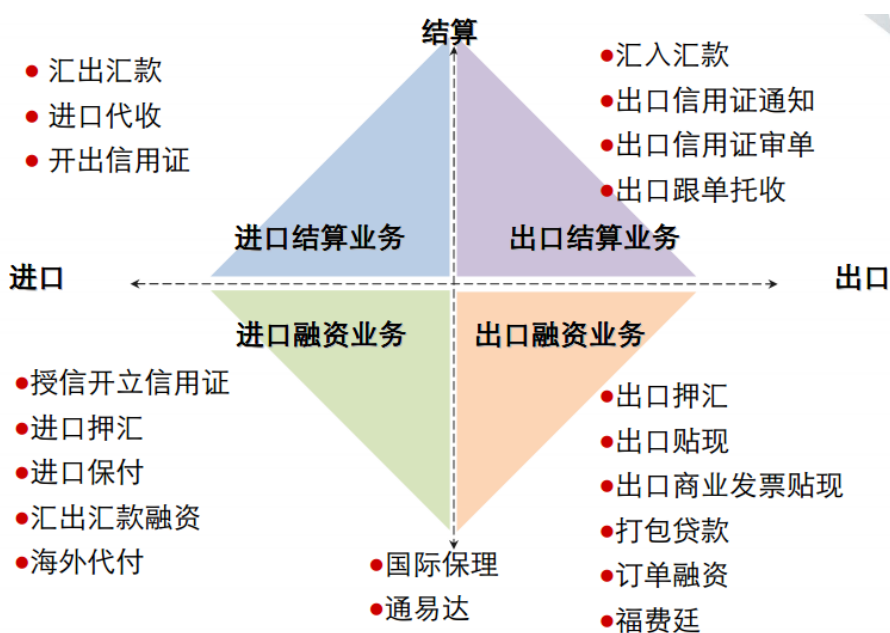 结算
● 汇出汇款
● 进口代收
● 开出信用证
●汇入汇款
●出口信用证通知
●出口信用证审单
●出口跟单托收
进口结算业务
出口结算业务
进口
出口
进口融资业务
出口融资业务
●授信开立信用证
●进口押汇
●进口保付
●汇出汇款融资
●海外代付
●国际保理
●通易达
●出口押汇
●出口贴现
●出口商业发票贴现
●打包贷款
●订单融资
●福费廷